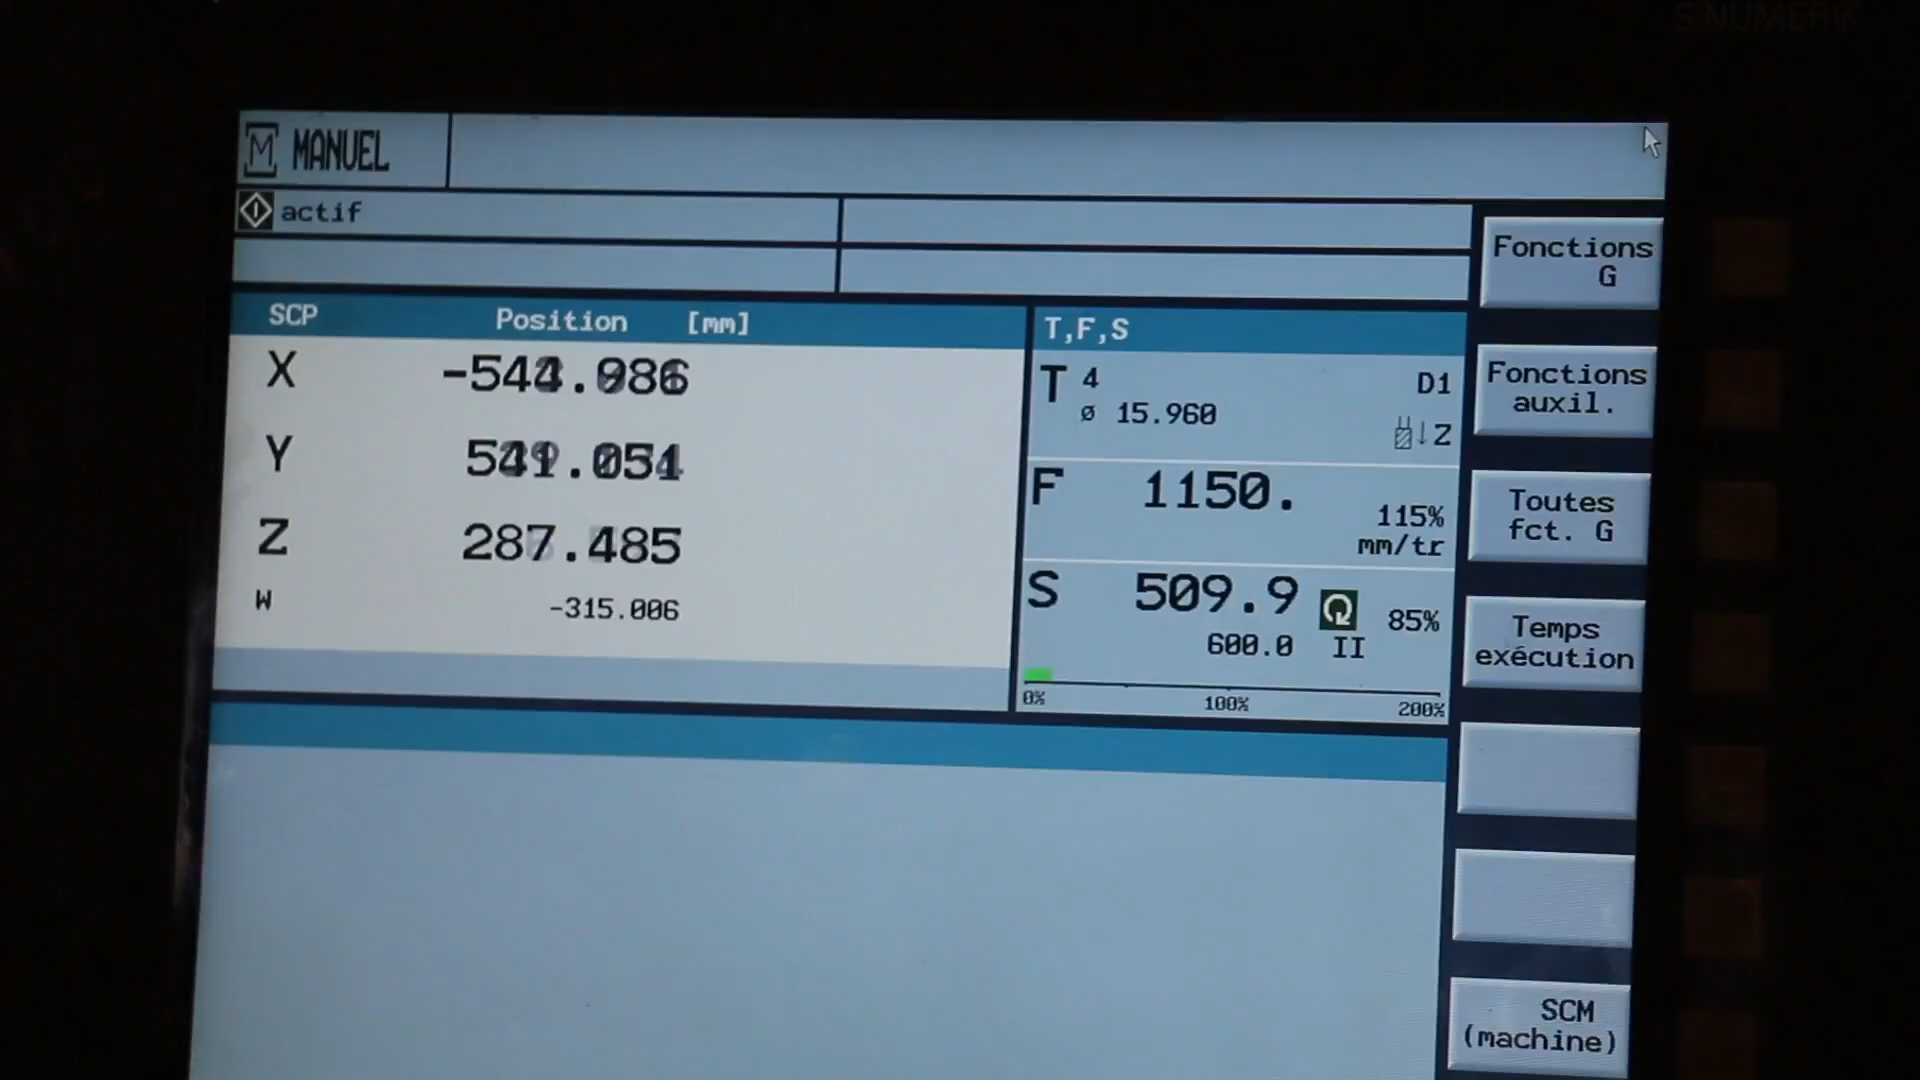 SINUMERIK
M MANUEL
actif
SCP Position [mm]
X
Y
Z 287.485
W -315.006
T,F,S
T 4 D1
ø 15.960
Z
F 1150.
115%
mm/tr
S 509.9 85%
600.0 II
0% 100% 200%
Fonctions
G
Fonctions
auxil.
Toutes
fct. G
Temps
exécution
SCM
(machine)